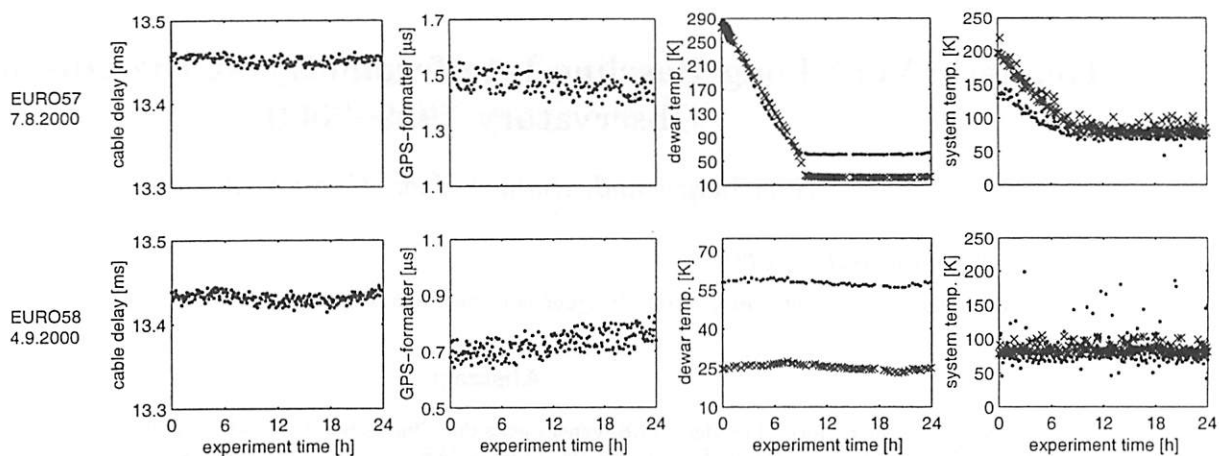 EURO57
7.8.2000
cable delay [ms]
13.5
13.4
13.3
GPS-formatter [µs]
1.7
1.5
1.3
1.1
dewar temp. [K]
290
250
210
170
130
90
50
10
system temp. [K]
250
200
150
100
50
0
EURO58
4.9.2000
cable delay [ms]
13.5
13.4
13.3
0 6 12 18 24
experiment time [h]
GPS-formatter [µs]
1.1
0.9
0.7
0.5
0 6 12 18 24
experiment time [h]
dewar temp. [K]
70
55
40
25
10
0 6 12 18 24
experiment time [h]
system temp. [K]
250
200
150
100
50
0
0 6 12 18 24
experiment time [h]